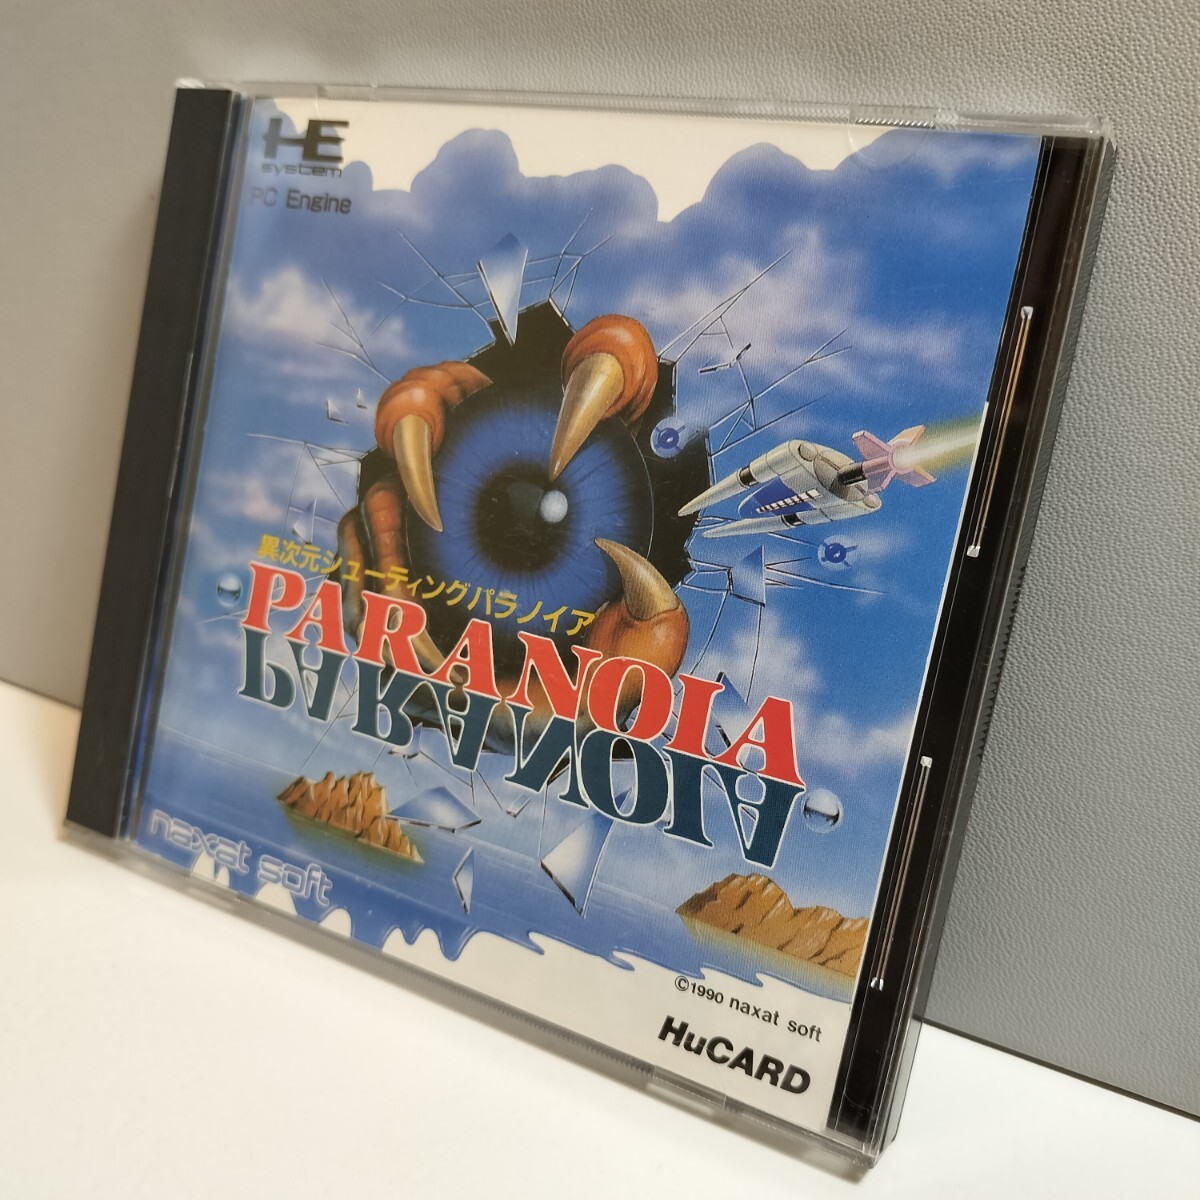 HE
system
PC Engine
異次元シューティングパラノイア
PARANOIA
PARANOIA
naxat soft
©1990 naxat soft
HuCARD